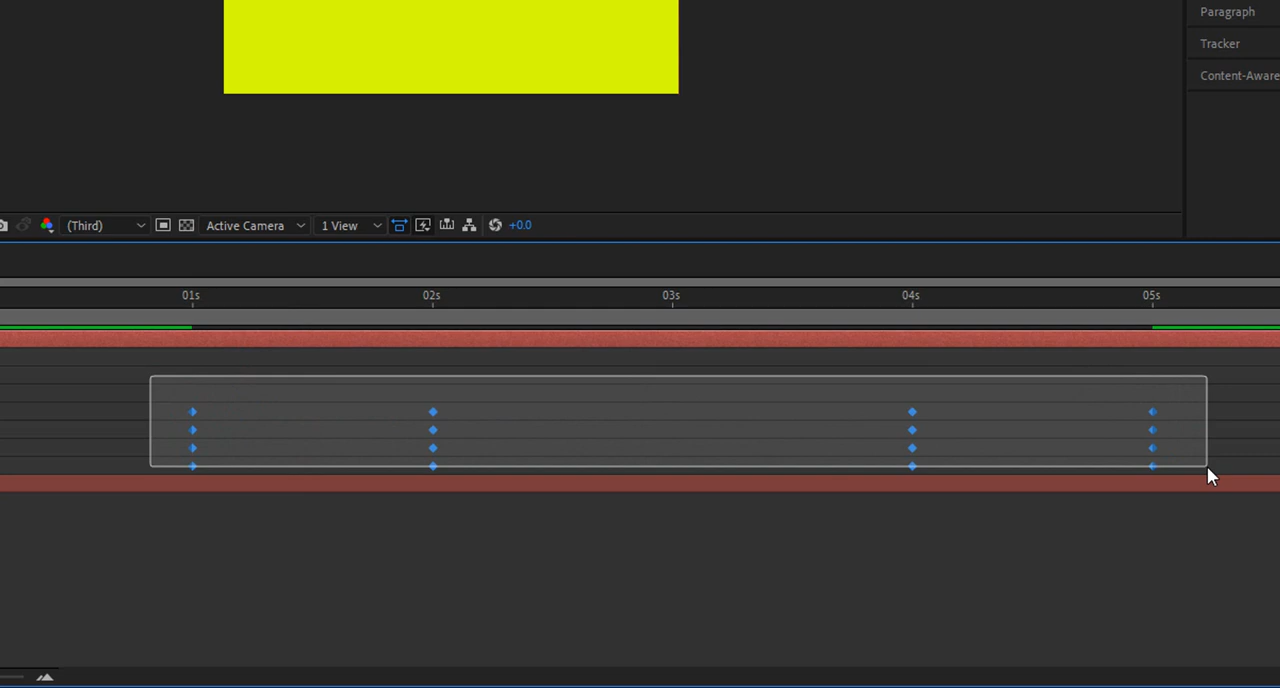 Paragraph
Tracker
Content-Aware
(Third)
Active Camera
1 View
+0.0
01s
02s
03s
04s
05s